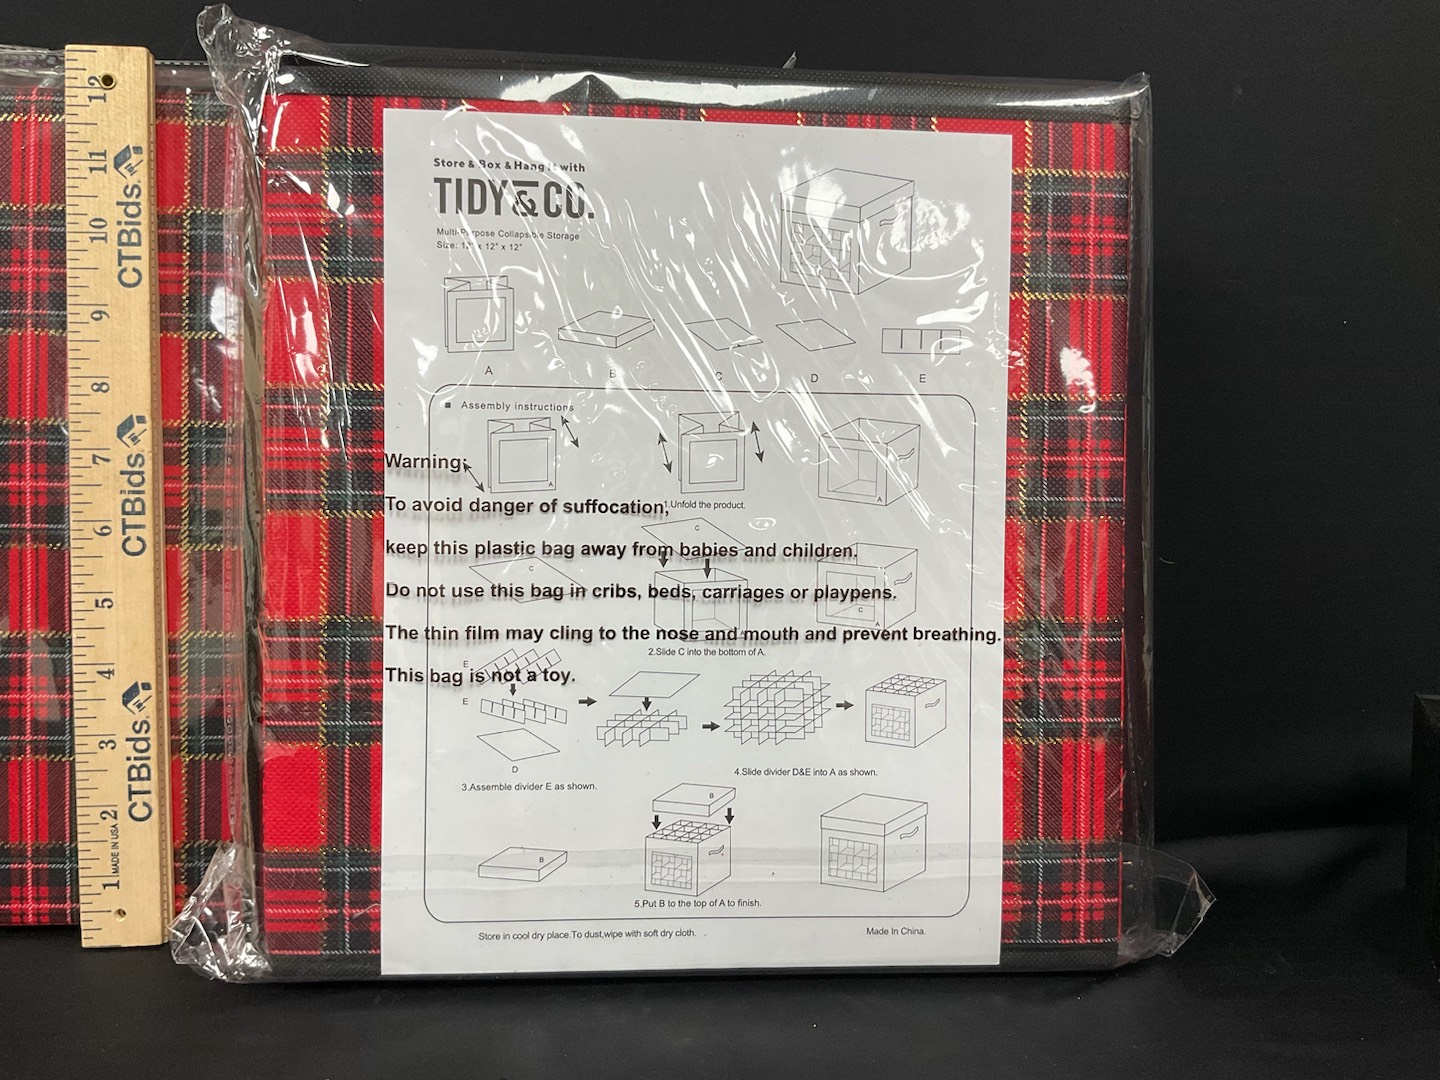 12
11
10
9
8
7
6
5
4
3
2
1
CTBids.
CTBids.
CTBids.
MADE IN USA
Store & Box & Hang it with
TIDY & CO.
Multi-Purpose Collapsible Storage
Size: 12" x 12" x 12"
A
B
C
D
E
Assembly instructions
A
A
1.Unfold the product.
Warning:
To avoid danger of suffocation,
keep this plastic bag away from babies and children.
Do not use this bag in cribs, beds, carriages or playpens.
The thin film may cling to the nose and mouth and prevent breathing.
This bag is not a toy.
C
C
C
A
2.Slide C into the bottom of A.
E
E
D
3.Assemble divider E as shown.
4.Slide divider D&E into A as shown.
B
B
5.Put B to the top of A to finish.
Store in cool dry place.To dust,wipe with soft dry cloth.
Made In China.